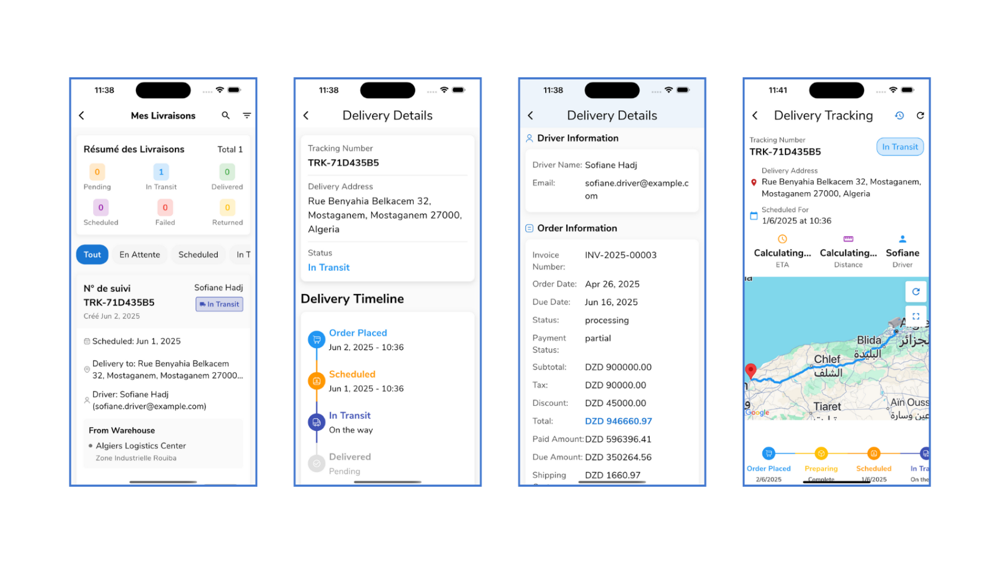 11:38
Mes Livraisons
Résumé des Livraisons
Total 1
0
1
0
Pending
In Transit
Delivered
0
0
0
Scheduled
Failed
Returned
Tout
En Attente
Scheduled
In T
N° de suivi
Sofiane Hadj
TRK-71D435B5
In Transit
Créé Jun 2, 2025
Scheduled: Jun 1, 2025
Delivery to: Rue Benyahia Belkacem
32, Mostaganem, Mostaganem 27000...
Driver: Sofiane Hadj
(sofiane.driver@example.com)
From Warehouse
Algiers Logistics Center
Zone Industrielle Rouiba
11:38
Delivery Details
Tracking Number
TRK-71D435B5
Delivery Address
Rue Benyahia Belkacem 32,
Mostaganem, Mostaganem 27000,
Algeria
Status
In Transit
Delivery Timeline
Order Placed
Jun 2, 2025 - 10:36
Scheduled
Jun 1, 2025 - 10:36
In Transit
On the way
Delivered
Pending
11:38
Delivery Details
Driver Information
Driver Name: Sofiane Hadj
Email: sofiane.driver@example.c
om
Order Information
Invoice Number: INV-2025-00003
Order Date: Apr 26, 2025
Due Date: Jun 16, 2025
Status: processing
Payment Status: partial
Subtotal: DZD 900000.00
Tax: DZD 90000.00
Discount: DZD 45000.00
Total: DZD 946660.97
Paid Amount: DZD 596396.41
Due Amount: DZD 350264.56
Shipping DZD 1660.97
11:41
Delivery Tracking
Tracking Number
TRK-71D435B5
In Transit
Delivery Address
Rue Benyahia Belkacem 32, Mostaganem,
Mostaganem 27000, Algeria
Scheduled For
1/6/2025 at 10:36
Calculating...
Calculating...
Sofiane
ETA
Distance
Driver
Blida
البليدة
Chlef
الشلف
Tiaret
Aïn Ouss
عين وسارة
Google
Order Placed
Preparing
Scheduled
In Tra
2/6/2025
Complete
1/6/2025
On the